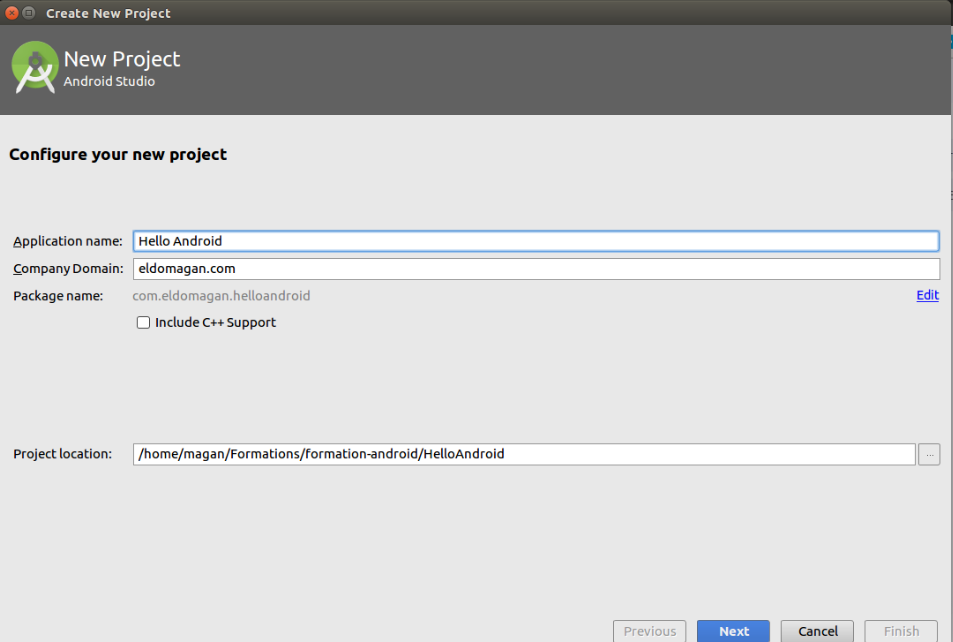 Create New Project
New Project
Android Studio
Configure your new project
Application name: Hello Android
Company Domain: eldomagan.com
Package name: com.eldomagan.helloandroid Edit
Include C++ Support
Project location: /home/magan/Formations/formation-android/HelloAndroid ...
Previous Next Cancel Finish